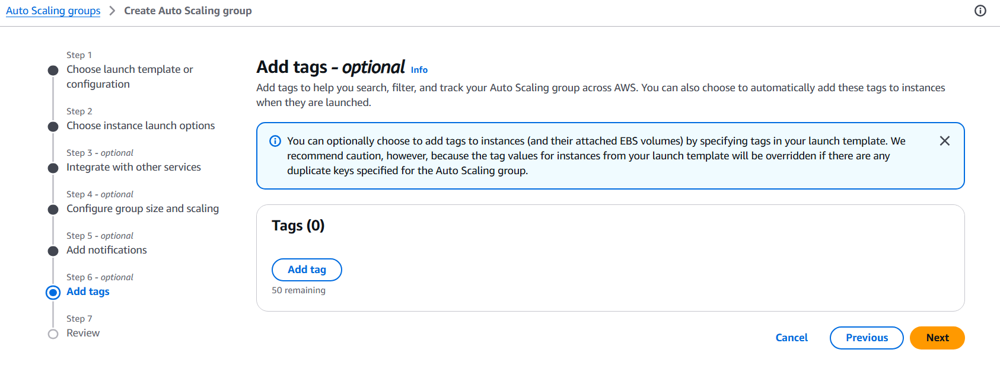 Auto Scaling groups > Create Auto Scaling group
Step 1
Choose launch template or
configuration
Step 2
Choose instance launch options
Step 3 - optional
Integrate with other services
Step 4 - optional
Configure group size and scaling
Step 5 - optional
Add notifications
Step 6 - optional
Add tags
Step 7
Review
Add tags - optional Info
Add tags to help you search, filter, and track your Auto Scaling group across AWS. You can also choose to automatically add these tags to instances
when they are launched.
You can optionally choose to add tags to instances (and their attached EBS volumes) by specifying tags in your launch template. We
recommend caution, however, because the tag values for instances from your launch template will be overridden if there are any
duplicate keys specified for the Auto Scaling group.
Tags (0)
Add tag
50 remaining
Cancel Previous Next